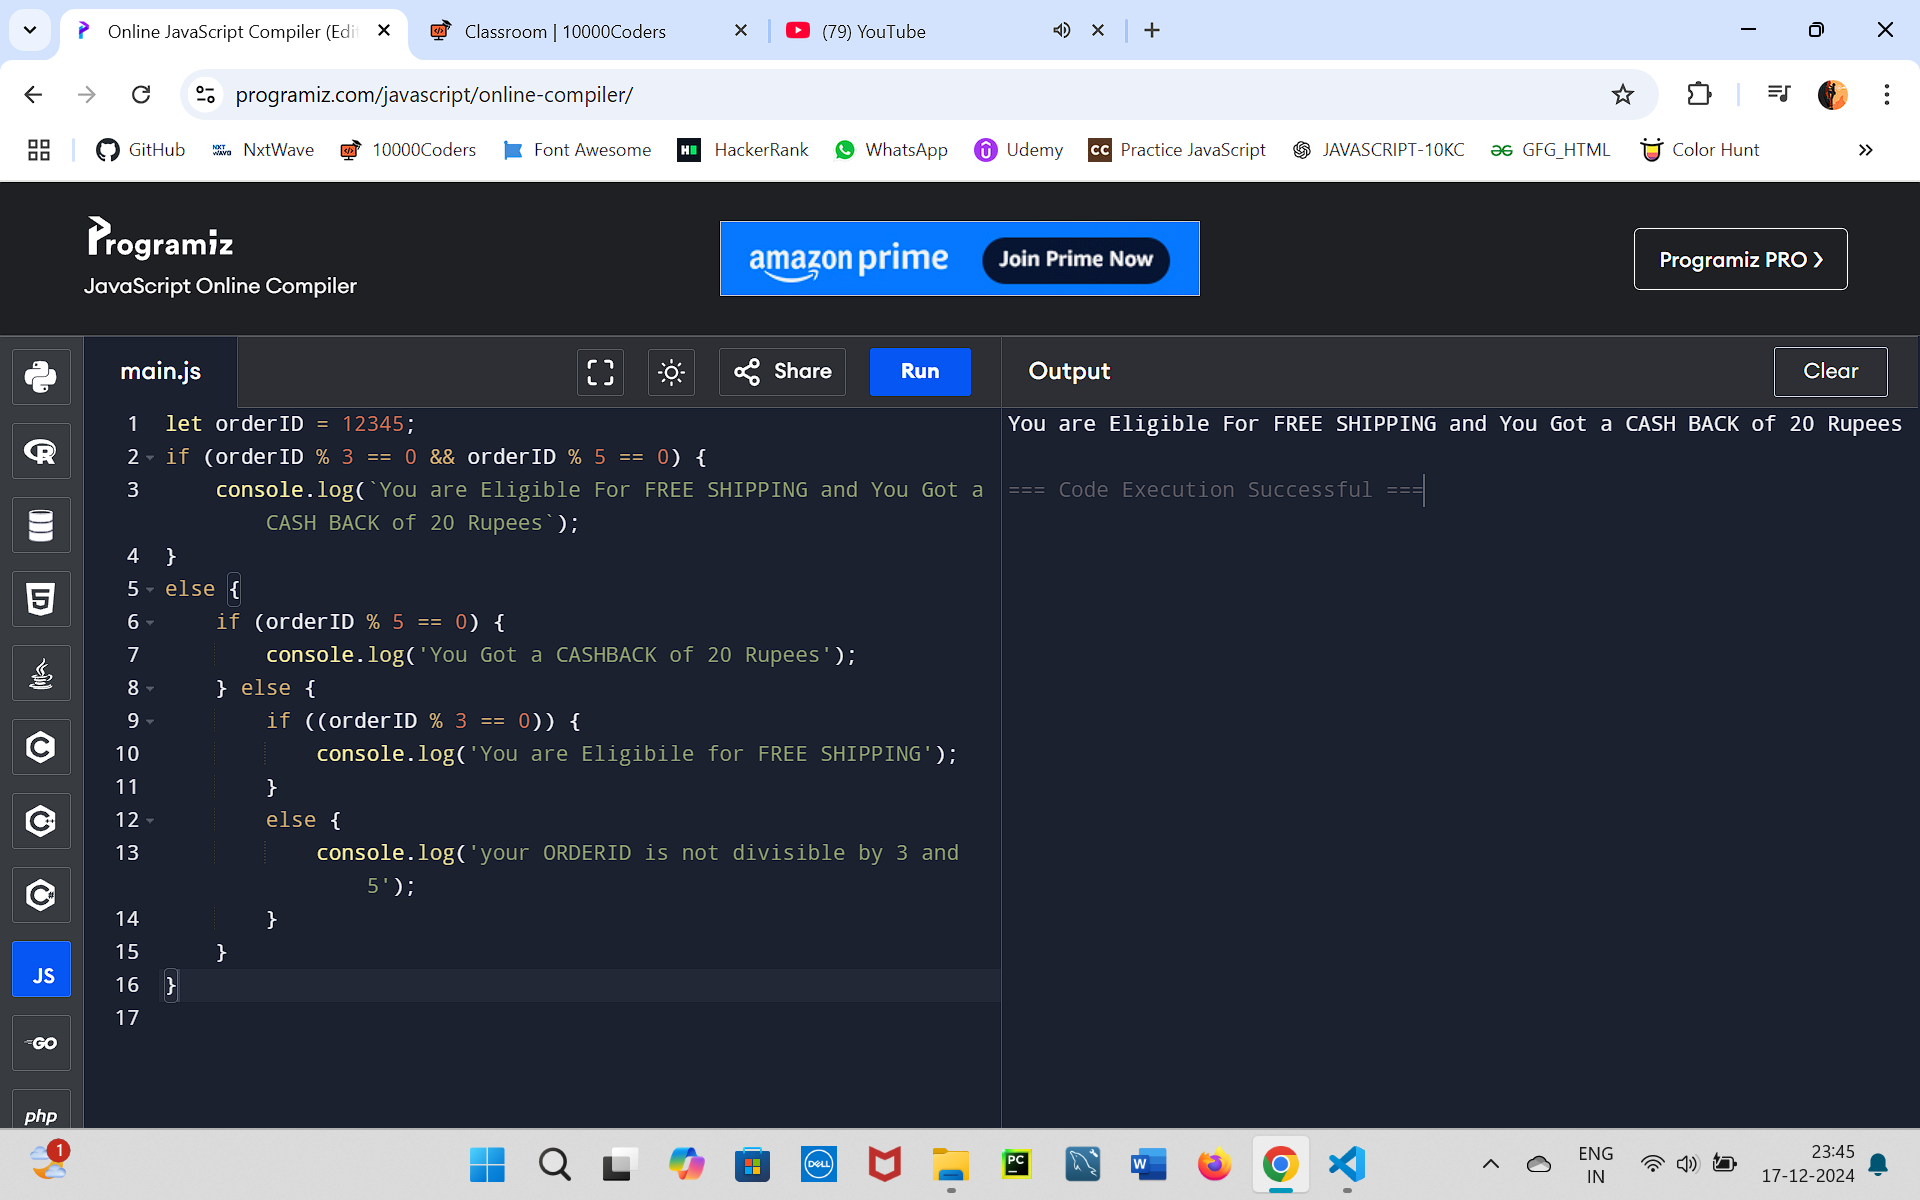 Online JavaScript Compiler (Edi
Classroom | 10000Coders
(79) YouTube
programiz.com/javascript/online-compiler/
GitHub
NxtWave
10000Coders
Font Awesome
HackerRank
WhatsApp
Udemy
Practice JavaScript
JAVASCRIPT-10KC
GFG_HTML
Color Hunt
Programiz
JavaScript Online Compiler
amazon prime Join Prime Now
Programiz PRO ❯
main.js
Share
Run
Output
Clear
1 let orderID = 12345;
2 if (orderID % 3 == 0 && orderID % 5 == 0) {
3 console.log(`You are Eligible For FREE SHIPPING and You Got a
CASH BACK of 20 Rupees`);
4 }
5 else {
6 if (orderID % 5 == 0) {
7 console.log('You Got a CASHBACK of 20 Rupees');
8 } else {
9 if ((orderID % 3 == 0)) {
10 console.log('You are Eligibile for FREE SHIPPING');
11 }
12 else {
13 console.log('your ORDERID is not divisible by 3 and
5');
14 }
15 }
16 }
17
You are Eligible For FREE SHIPPING and You Got a CASH BACK of 20 Rupees
=== Code Execution Successful ===
JS
GO
php
1
ENG
IN
23:45
17-12-2024